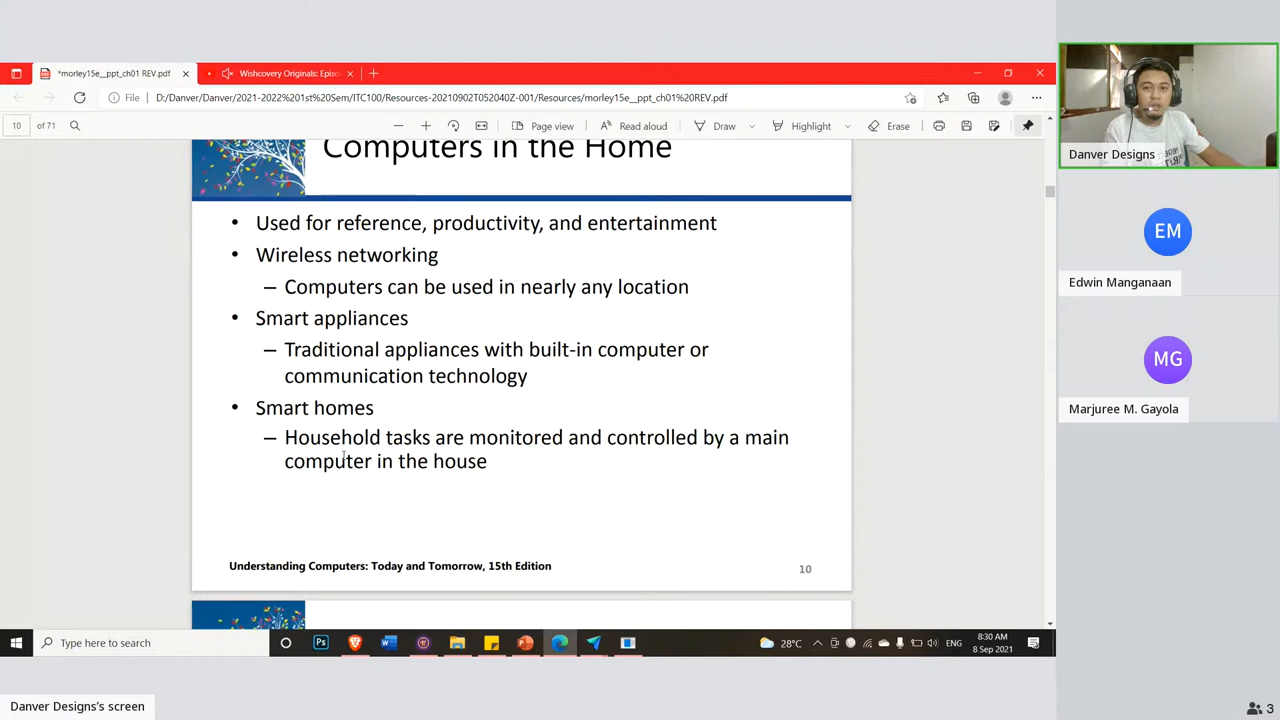 *morley15e__ppt_ch01 REV.pdf
Wishcovery Originals: Episo
File
D:/Danver/Danver/2021-2022%201st%20Sem/ITC100/Resources-20210902T052040Z-001/Resources/morley15e__ppt_ch01%20REV.pdf
10 of 71
Page view
Read aloud
Draw
Highlight
Erase
Computers in the Home
• Used for reference, productivity, and entertainment
• Wireless networking
– Computers can be used in nearly any location
• Smart appliances
– Traditional appliances with built-in computer or
communication technology
• Smart homes
– Household tasks are monitored and controlled by a main
computer in the house
Understanding Computers: Today and Tomorrow, 15th Edition
10
Danver Designs
EM
Edwin Manganaan
MG
Marjuree M. Gayola
Type here to search
Ps
28°C
ENG
8:30 AM
8 Sep 2021
Danver Designs's screen
3